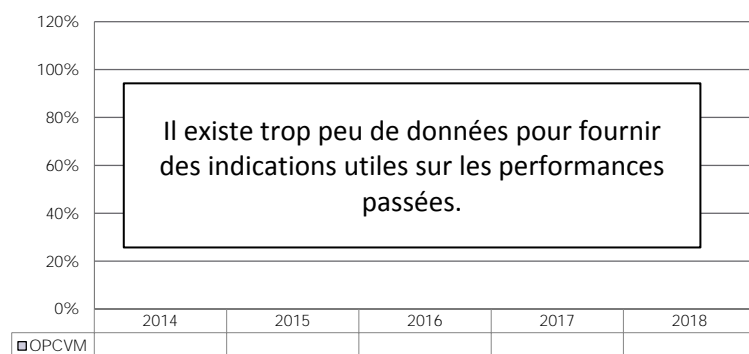 120%
100%
80%
60%
40%
20%
0%
Il existe trop peu de données pour fournir
des indications utiles sur les performances
passées.
2014 2015 2016 2017 2018
OPCVM